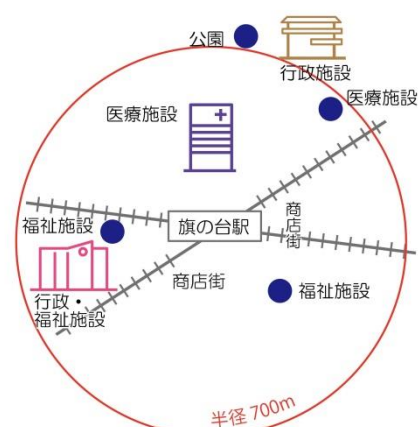 公園
行政施設
医療施設
医療施設
福祉施設
旗の台駅
商店街
行政・
福祉施設
商店街
福祉施設
半径 700m